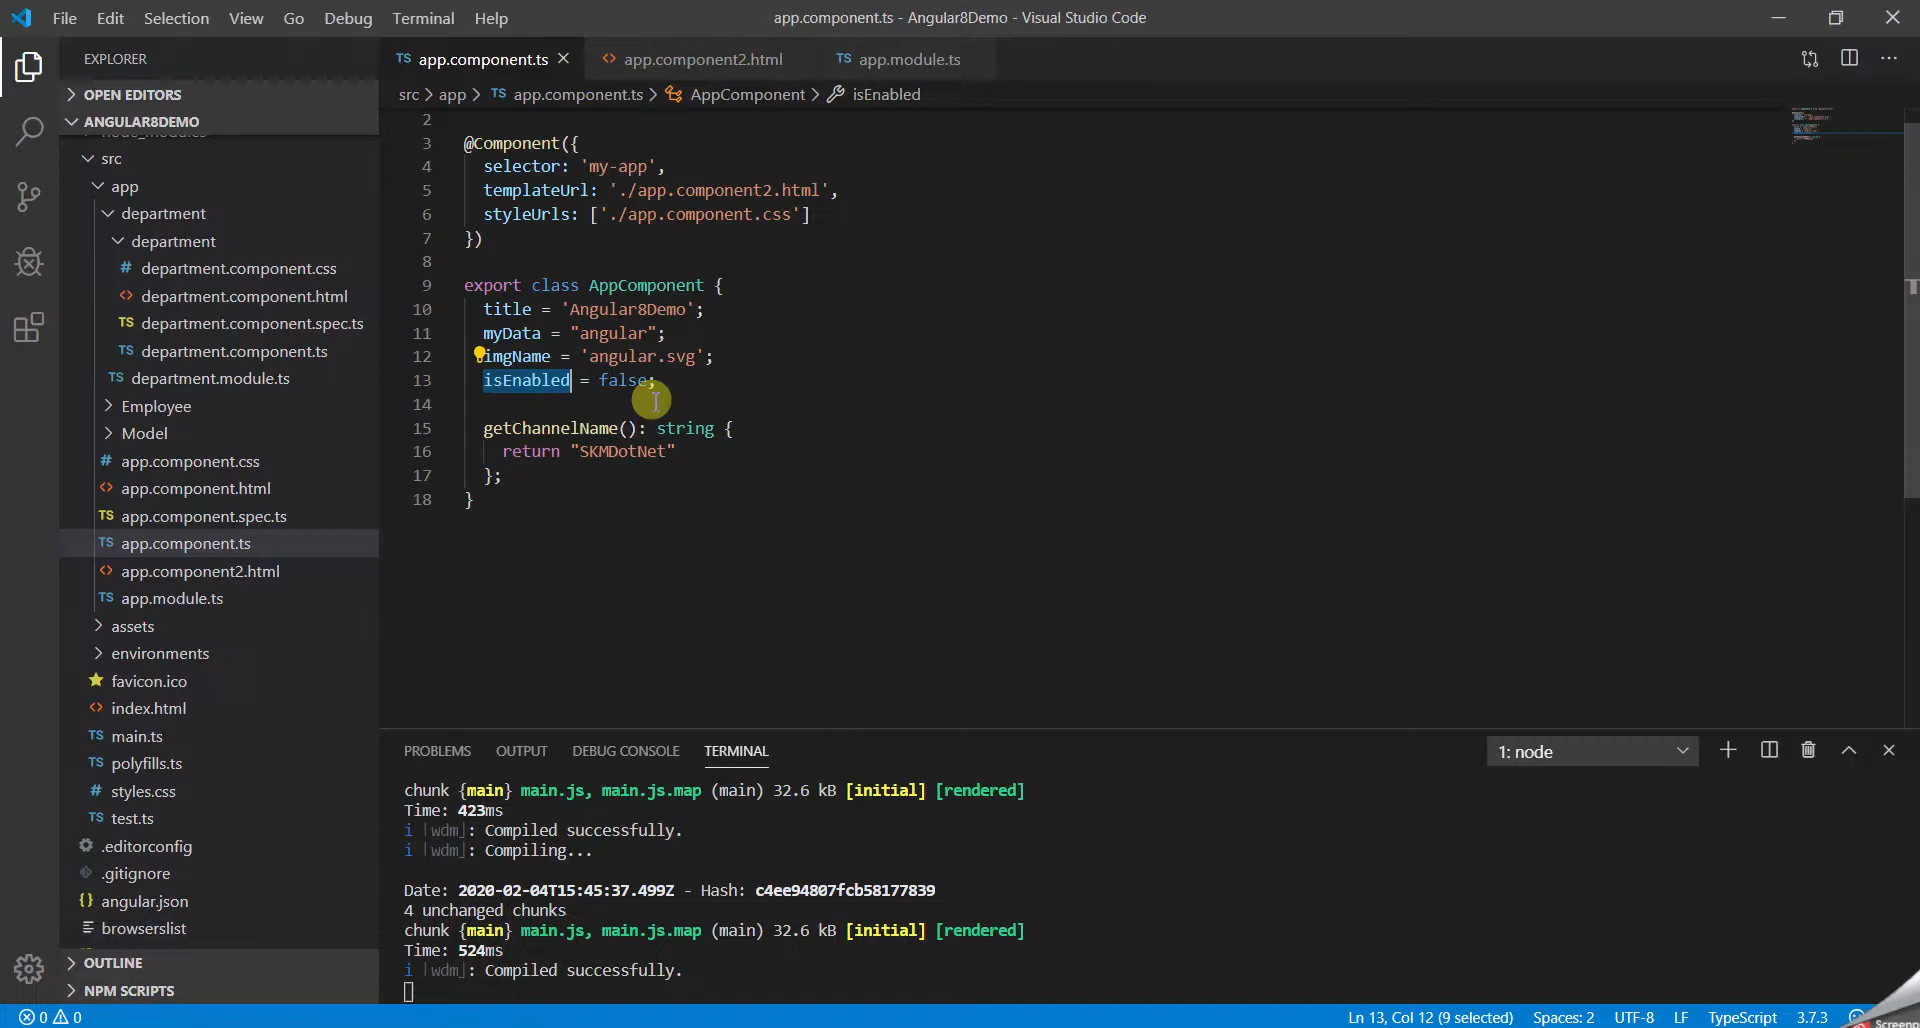 File Edit Selection View Go Debug Terminal Help
app.component.ts - Angular8Demo - Visual Studio Code
EXPLORER
OPEN EDITORS
ANGULAR8DEMO
node_modules
src
app
department
department
department.component.css
department.component.html
TS department.component.spec.ts
TS department.component.ts
TS department.module.ts
Employee
Model
# app.component.css
app.component.html
TS app.component.spec.ts
TS app.component.ts
app.component2.html
TS app.module.ts
assets
environments
favicon.ico
index.html
TS main.ts
TS polyfills.ts
# styles.css
TS test.ts
.editorconfig
.gitignore
{} angular.json
browserslist
OUTLINE
NPM SCRIPTS
TS app.component.ts <> app.component2.html TS app.module.ts
src > app > TS app.component.ts > AppComponent > isEnabled
2
3 @Component({
4 selector: 'my-app',
5 templateUrl: './app.component2.html',
6 styleUrls: ['./app.component.css']
7 })
8
9 export class AppComponent {
10 title = 'Angular8Demo';
11 myData = "angular";
12 imgName = 'angular.svg';
13 isEnabled = false;
14
15 getChannelName(): string {
16 return "SKMDotNet"
17 };
18 }
PROBLEMS OUTPUT DEBUG CONSOLE TERMINAL 1: node
chunk {main} main.js, main.js.map (main) 32.6 kB [initial] [rendered]
Time: 423ms
i ｢wdm｣: Compiled successfully.
i ｢wdm｣: Compiling...
Date: 2020-02-04T15:45:37.499Z - Hash: c4ee94807fcb58177839
4 unchanged chunks
chunk {main} main.js, main.js.map (main) 32.6 kB [initial] [rendered]
Time: 524ms
i ｢wdm｣: Compiled successfully.
0 0 Ln 13, Col 12 (9 selected) Spaces: 2 UTF-8 LF TypeScript 3.7.3